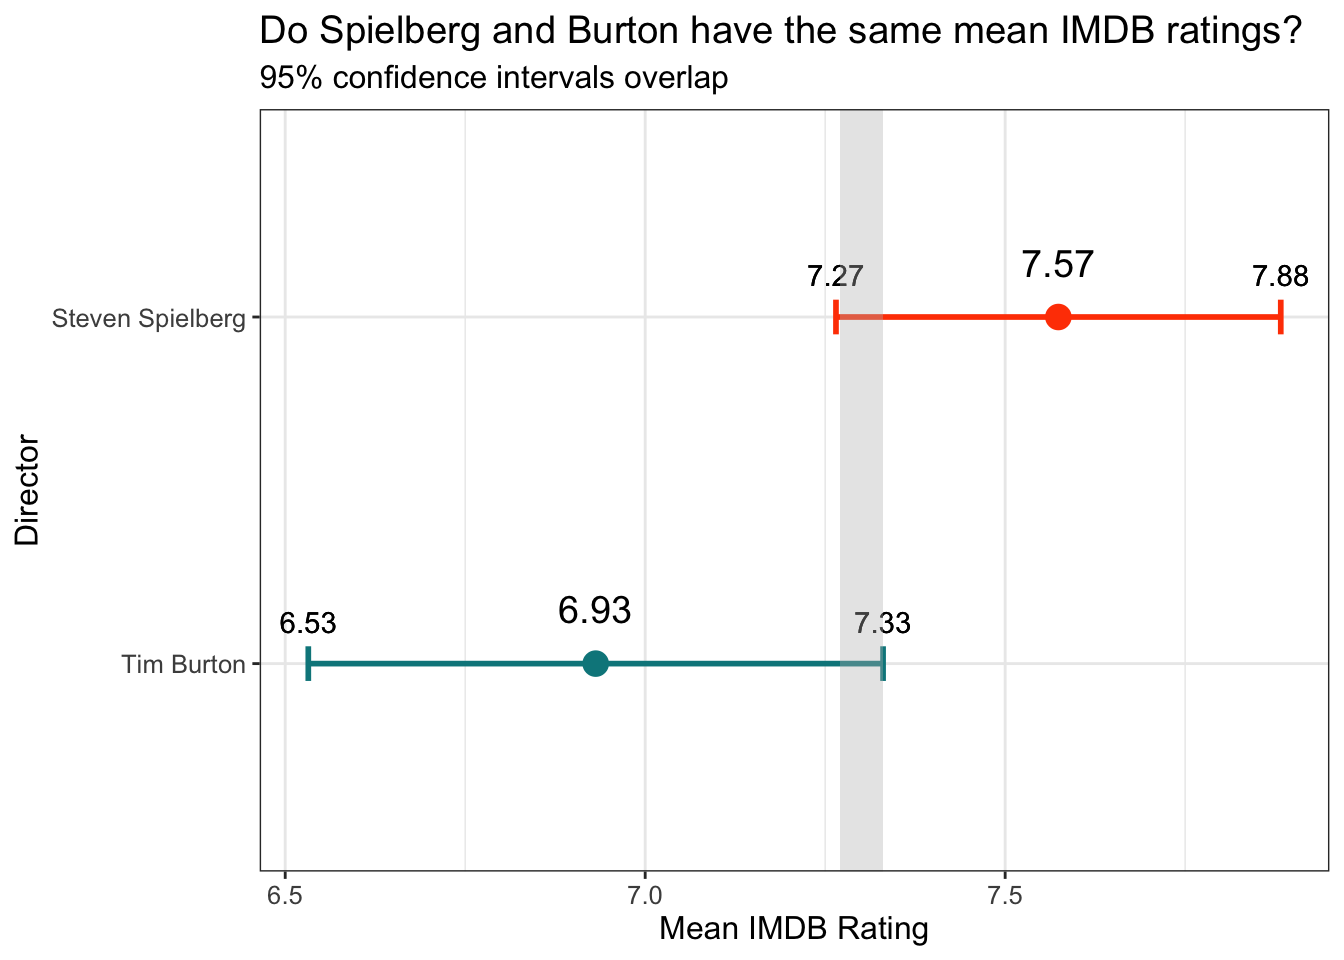 Do Spielberg and Burton have the same mean IMDB ratings?
95% confidence intervals overlap
7.27
7.57
7.88
Steven Spielberg
Director
6.53
6.93
7.33
Tim Burton
6.5
7.0
7.5
Mean IMDB Rating